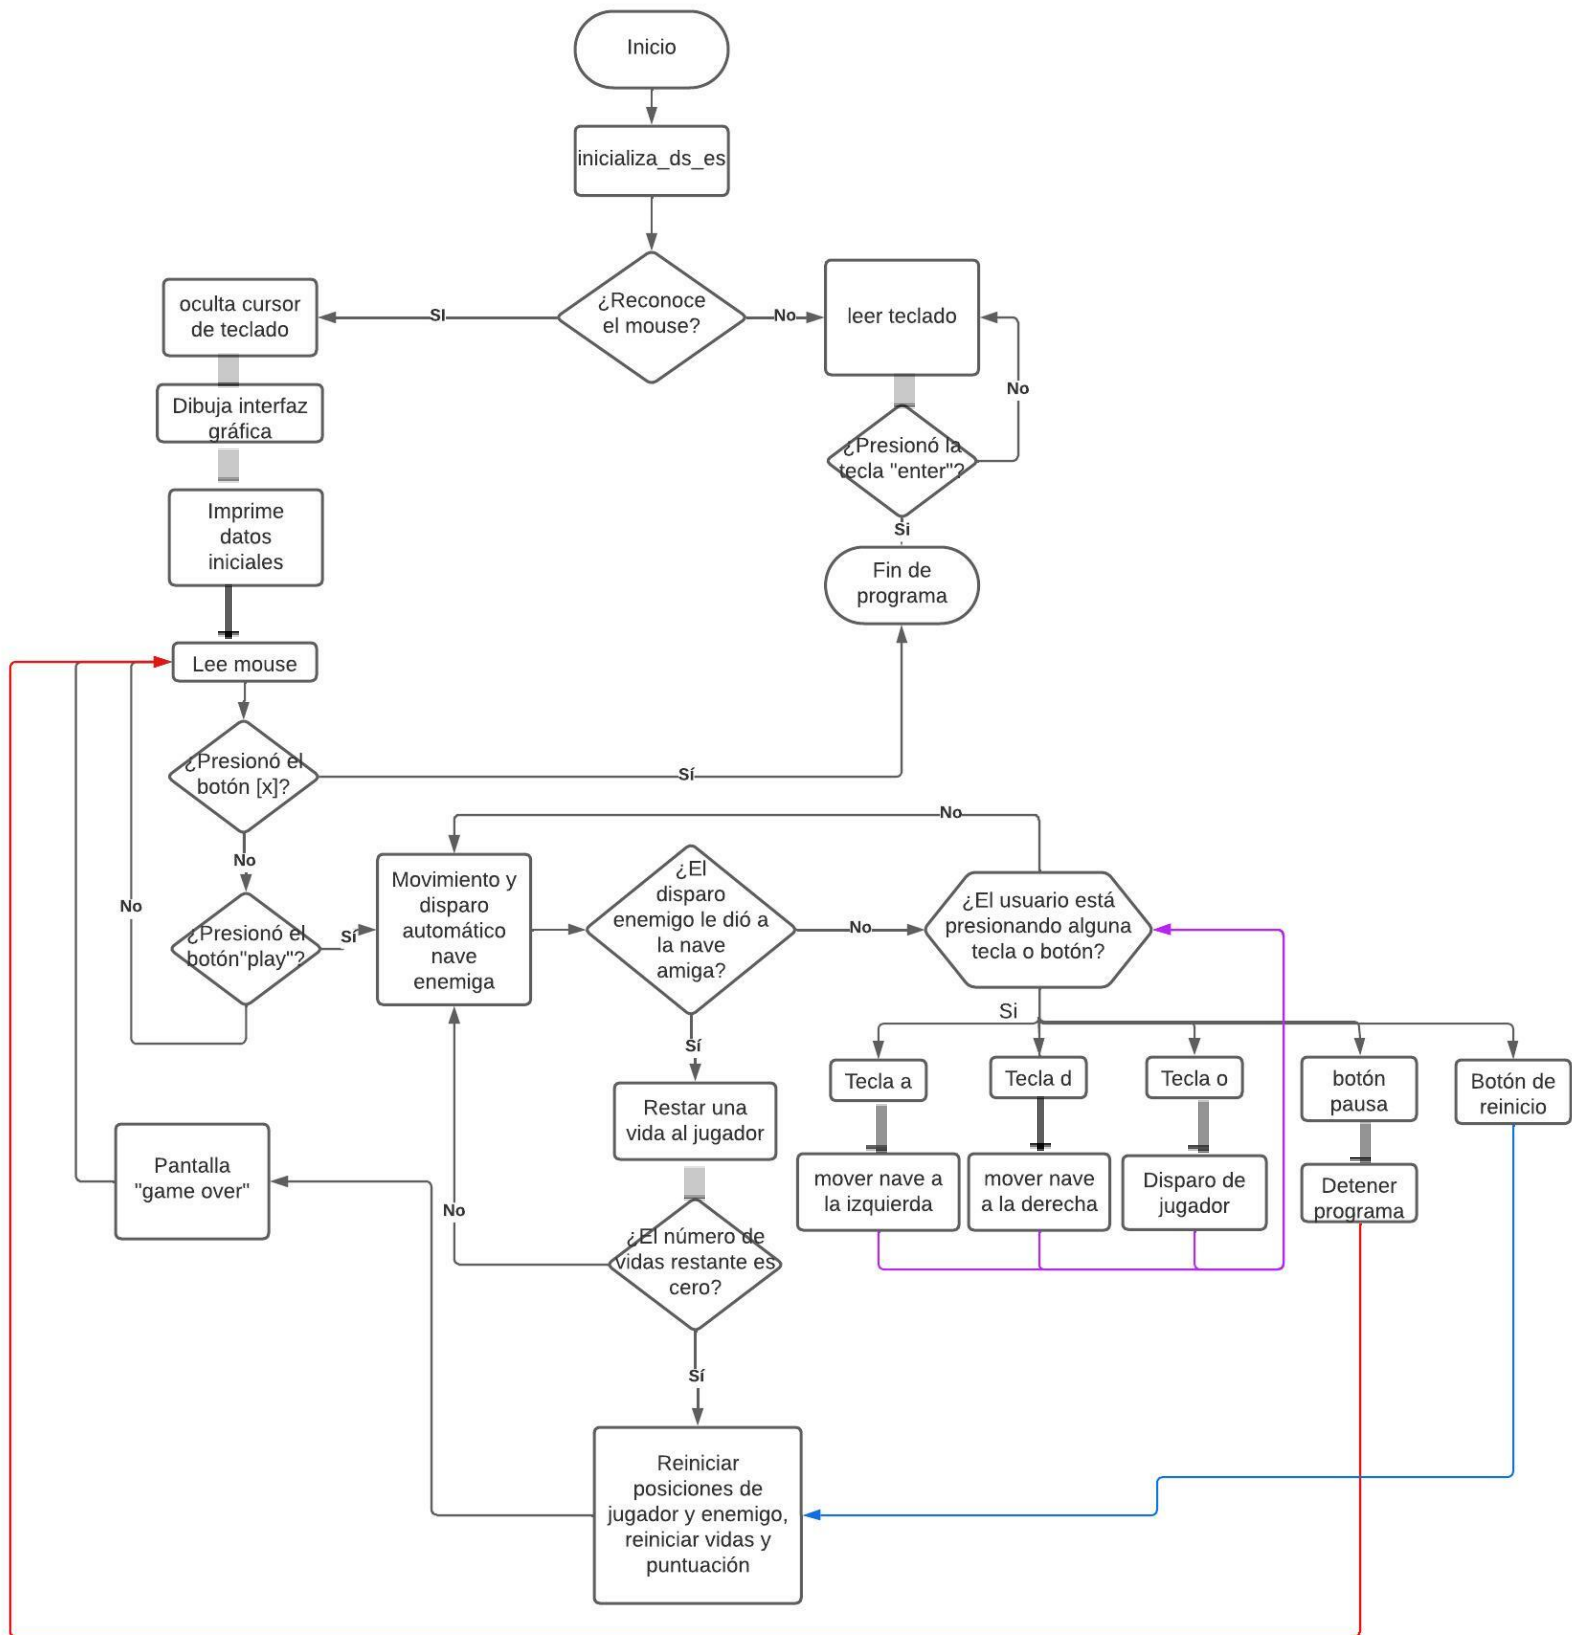 Inicio
inicializa_ds_es
¿Reconoce
el mouse?
SI
No
oculta cursor
de teclado
leer teclado
No
Dibuja interfaz
gráfica
¿Presionó la
tecla "enter"?
Si
Imprime
datos
iniciales
Fin de
programa
Lee mouse
¿Presionó el
botón [x]?
Sí
No
No
¿Presionó el
botón"play"?
Sí
No
Movimiento y
disparo
automático
nave
enemiga
¿El
disparo
enemigo le dió a
la nave
amiga?
No
¿El usuario está
presionando alguna
tecla o botón?
Si
Sí
Tecla a
Tecla d
Tecla o
botón
pausa
Botón de
reinicio
Restar una
vida al jugador
Pantalla
"game over"
mover nave a
la izquierda
mover nave
a la derecha
Disparo de
jugador
Detener
programa
No
¿El número de
vidas restante es
cero?
Sí
Reiniciar
posiciones de
jugador y enemigo,
reiniciar vidas y
puntuación